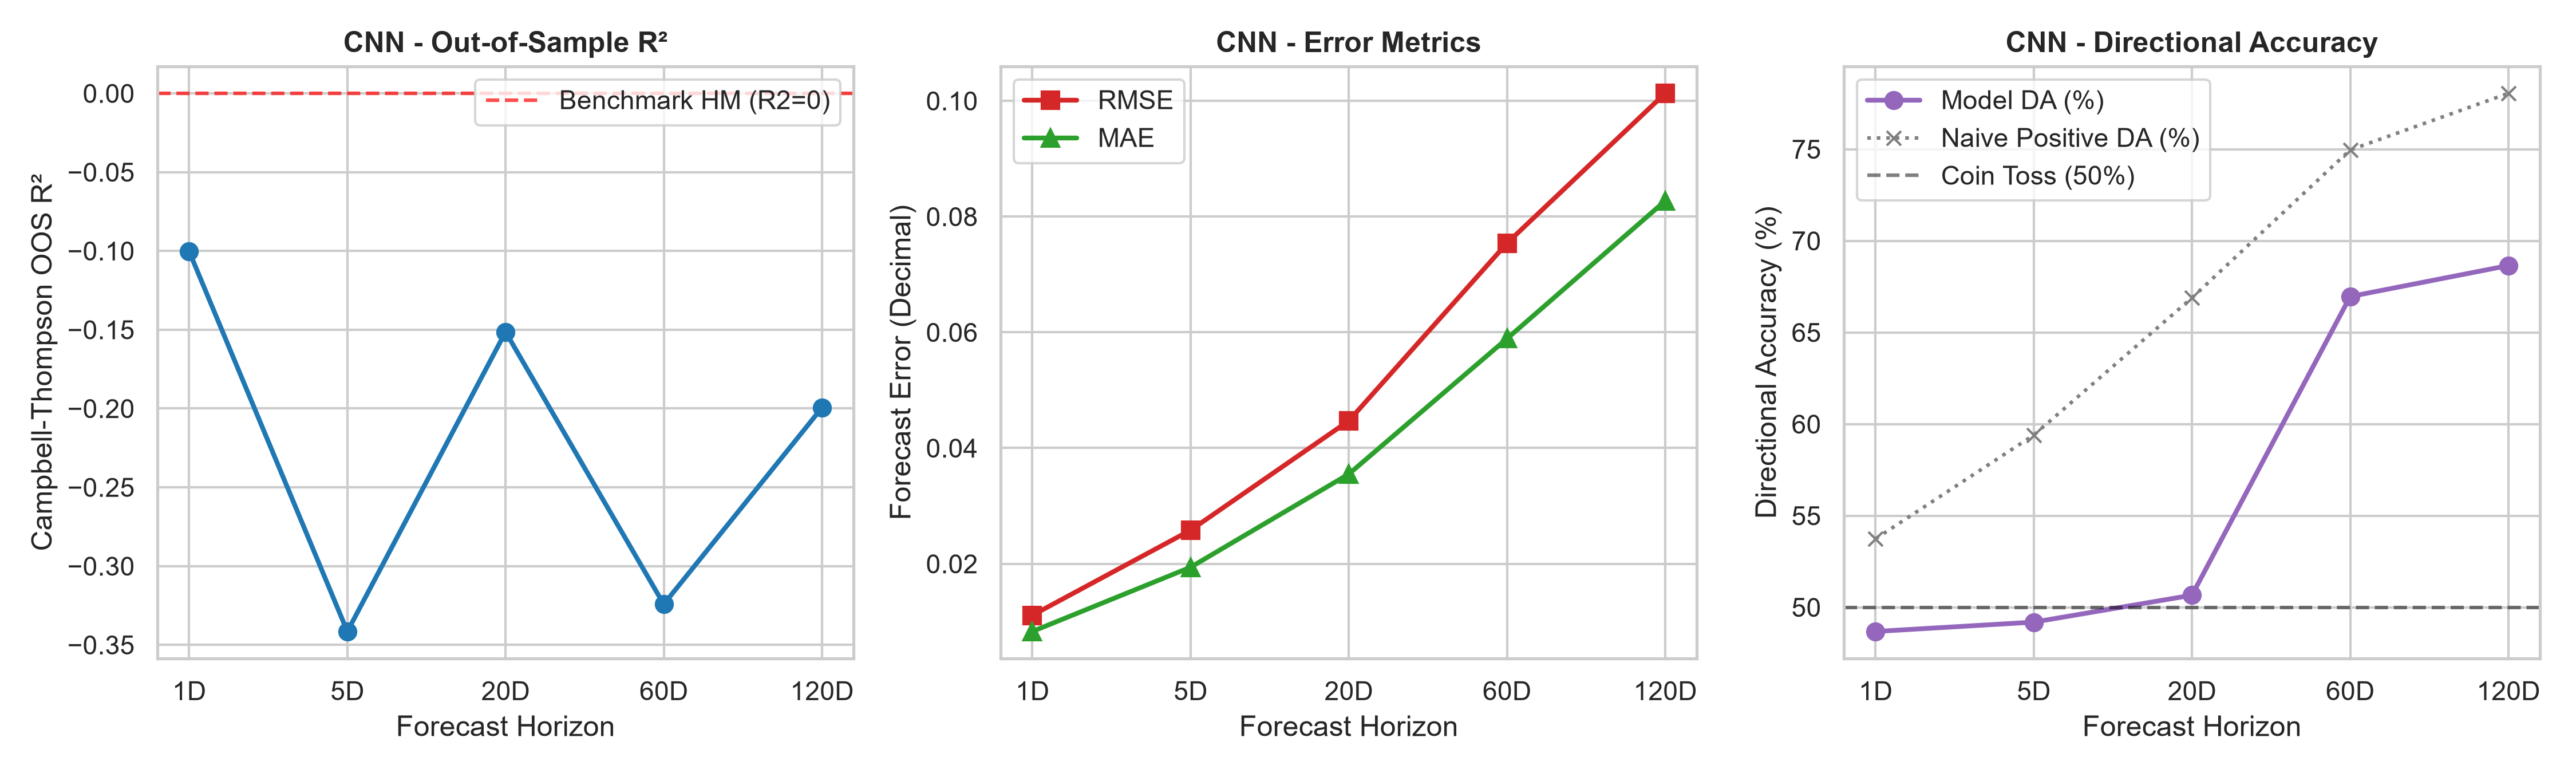 CNN - Out-of-Sample R²
Campbell-Thompson OOS R²
0.00
−0.05
−0.10
−0.15
−0.20
−0.25
−0.30
−0.35
Benchmark HM (R2=0)
1D 5D 20D 60D 120D
Forecast Horizon
CNN - Error Metrics
Forecast Error (Decimal)
0.10
0.08
0.06
0.04
0.02
RMSE
MAE
1D 5D 20D 60D 120D
Forecast Horizon
CNN - Directional Accuracy
Directional Accuracy (%)
75
70
65
60
55
50
Model DA (%)
Naive Positive DA (%)
Coin Toss (50%)
1D 5D 20D 60D 120D
Forecast Horizon